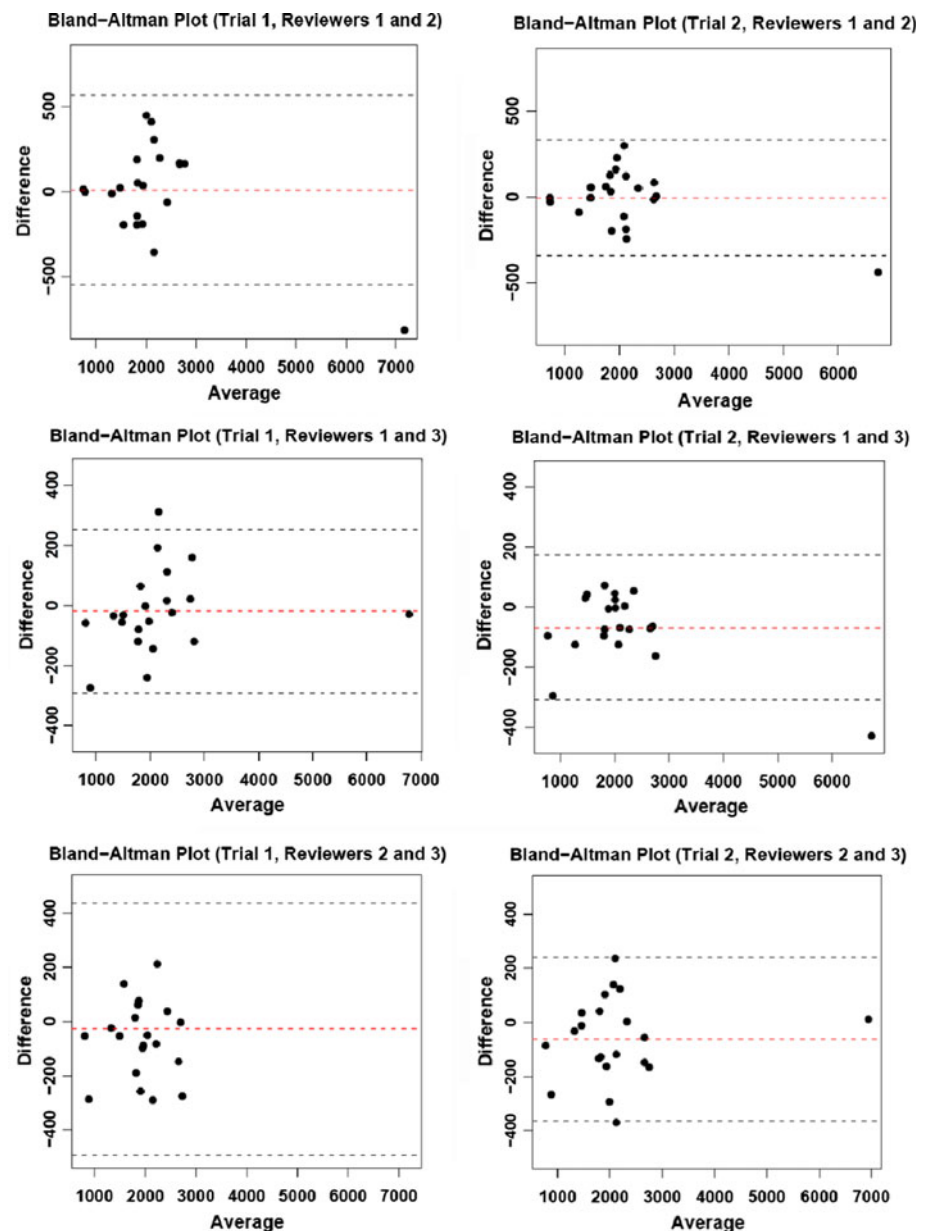 Bland−Altman Plot (Trial 1, Reviewers 1 and 2)
Difference
500
0
−500
1000 2000 3000 4000 5000 6000 7000
Average
Bland−Altman Plot (Trial 2, Reviewers 1 and 2)
Difference
500
0
−500
1000 2000 3000 4000 5000 6000
Average
Bland−Altman Plot (Trial 1, Reviewers 1 and 3)
Difference
400
200
0
−200
−400
1000 2000 3000 4000 5000 6000 7000
Average
Bland−Altman Plot (Trial 2, Reviewers 1 and 3)
Difference
400
200
0
−200
−400
1000 2000 3000 4000 5000 6000
Average
Bland−Altman Plot (Trial 1, Reviewers 2 and 3)
Difference
400
200
0
−200
−400
1000 2000 3000 4000 5000 6000 7000
Average
Bland−Altman Plot (Trial 2, Reviewers 2 and 3)
Difference
400
200
0
−200
−400
1000 2000 3000 4000 5000 6000 7000
Average